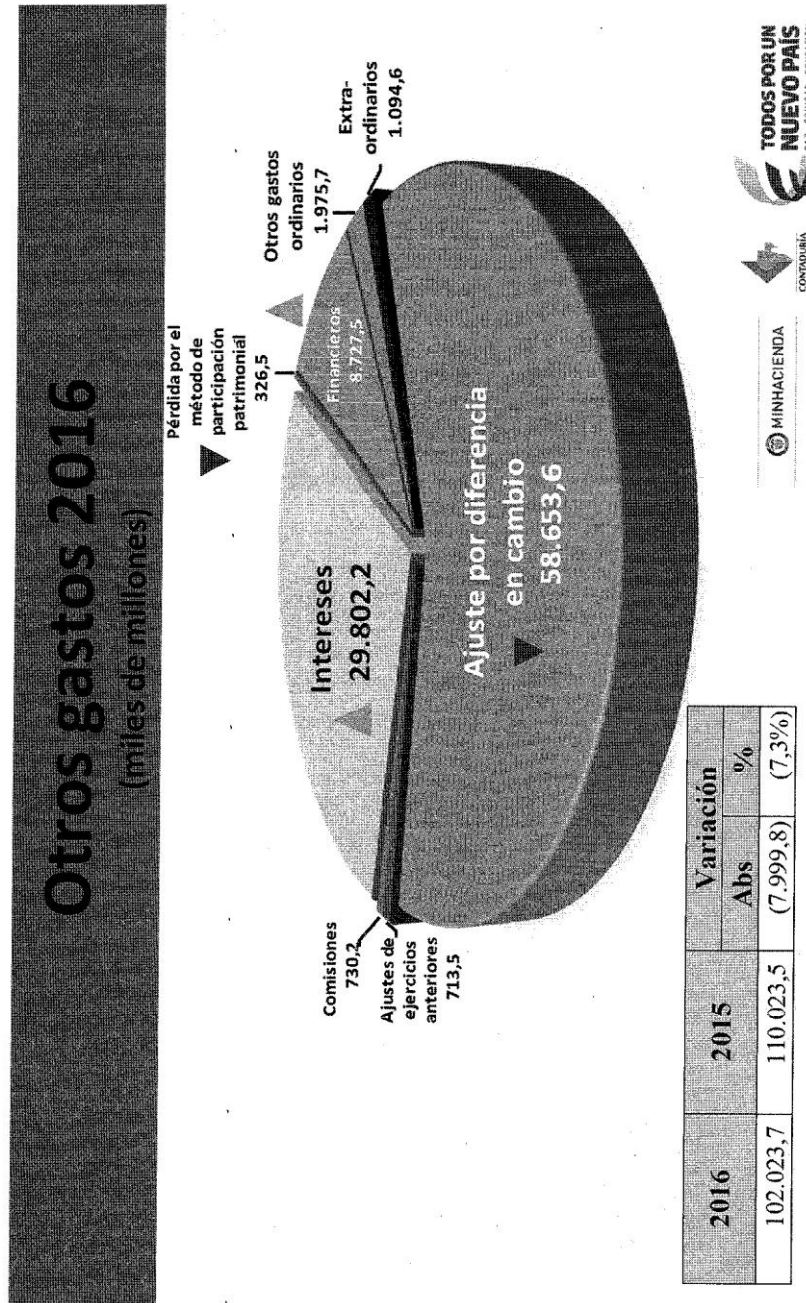 Otros gastos 2016
(miles de millones)
Pérdida por el
método de
participación
patrimonial
326,5
Otros gastos
ordinarios
1.975,7
Extra-
ordinarios
1.094,6
Financieros
8.727,5
Intereses
29.802,2
Comisiones
730,2
Ajustes de
ejercicios
anteriores
713,5
Ajuste por diferencia
en cambio
58.653,6
2016 2015 Variación
Abs %
102.023,7 110.023,5 (7.999,8) (7,3%)
MINHACIENDA
CONTADURÍA
TODOS POR UN
NUEVO PAÍS